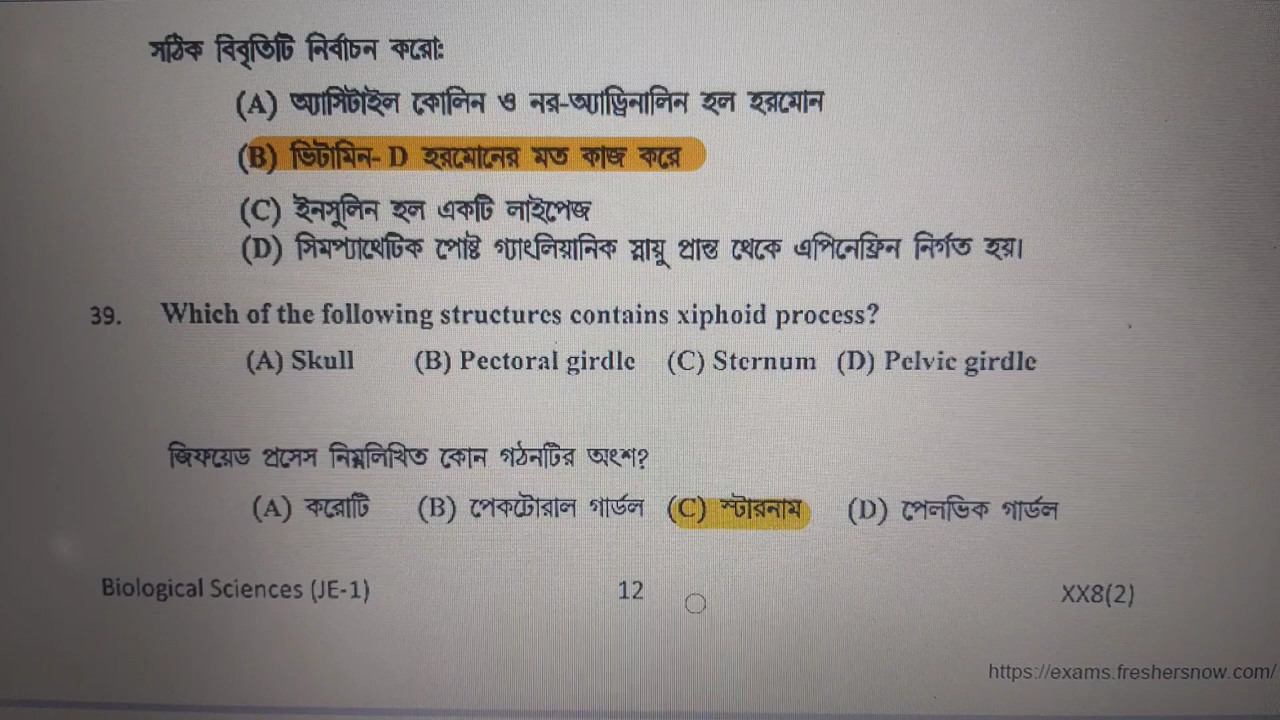 সঠিক বিবৃতিটি নির্বাচন করোঃ
(A) অ্যাসিটাইল কোলিন ও নর-অ্যাড্রিনালিন হল হরমোন
(B) ভিটামিন- D হরমোনের মত কাজ করে
(C) ইনসুলিন হল একটি লাইপেজ
(D) সিমপ্যাথেটিক পোষ্ট গ্যাংলিয়ানিক স্নায়ু প্রান্ত থেকে এপিনেফ্রিন নির্গত হয়।
39. Which of the following structures contains xiphoid process?
(A) Skull (B) Pectoral girdle (C) Sternum (D) Pelvic girdle
জিফয়েড প্রসেস নিম্নলিখিত কোন গঠনটির অংশ?
(A) করোটি (B) পেকটোরাল গার্ডল (C) স্টারনাম (D) পেলভিক গার্ডল
Biological Sciences (JE-1) 12 XX8(2)
https://exams.freshersnow.com/